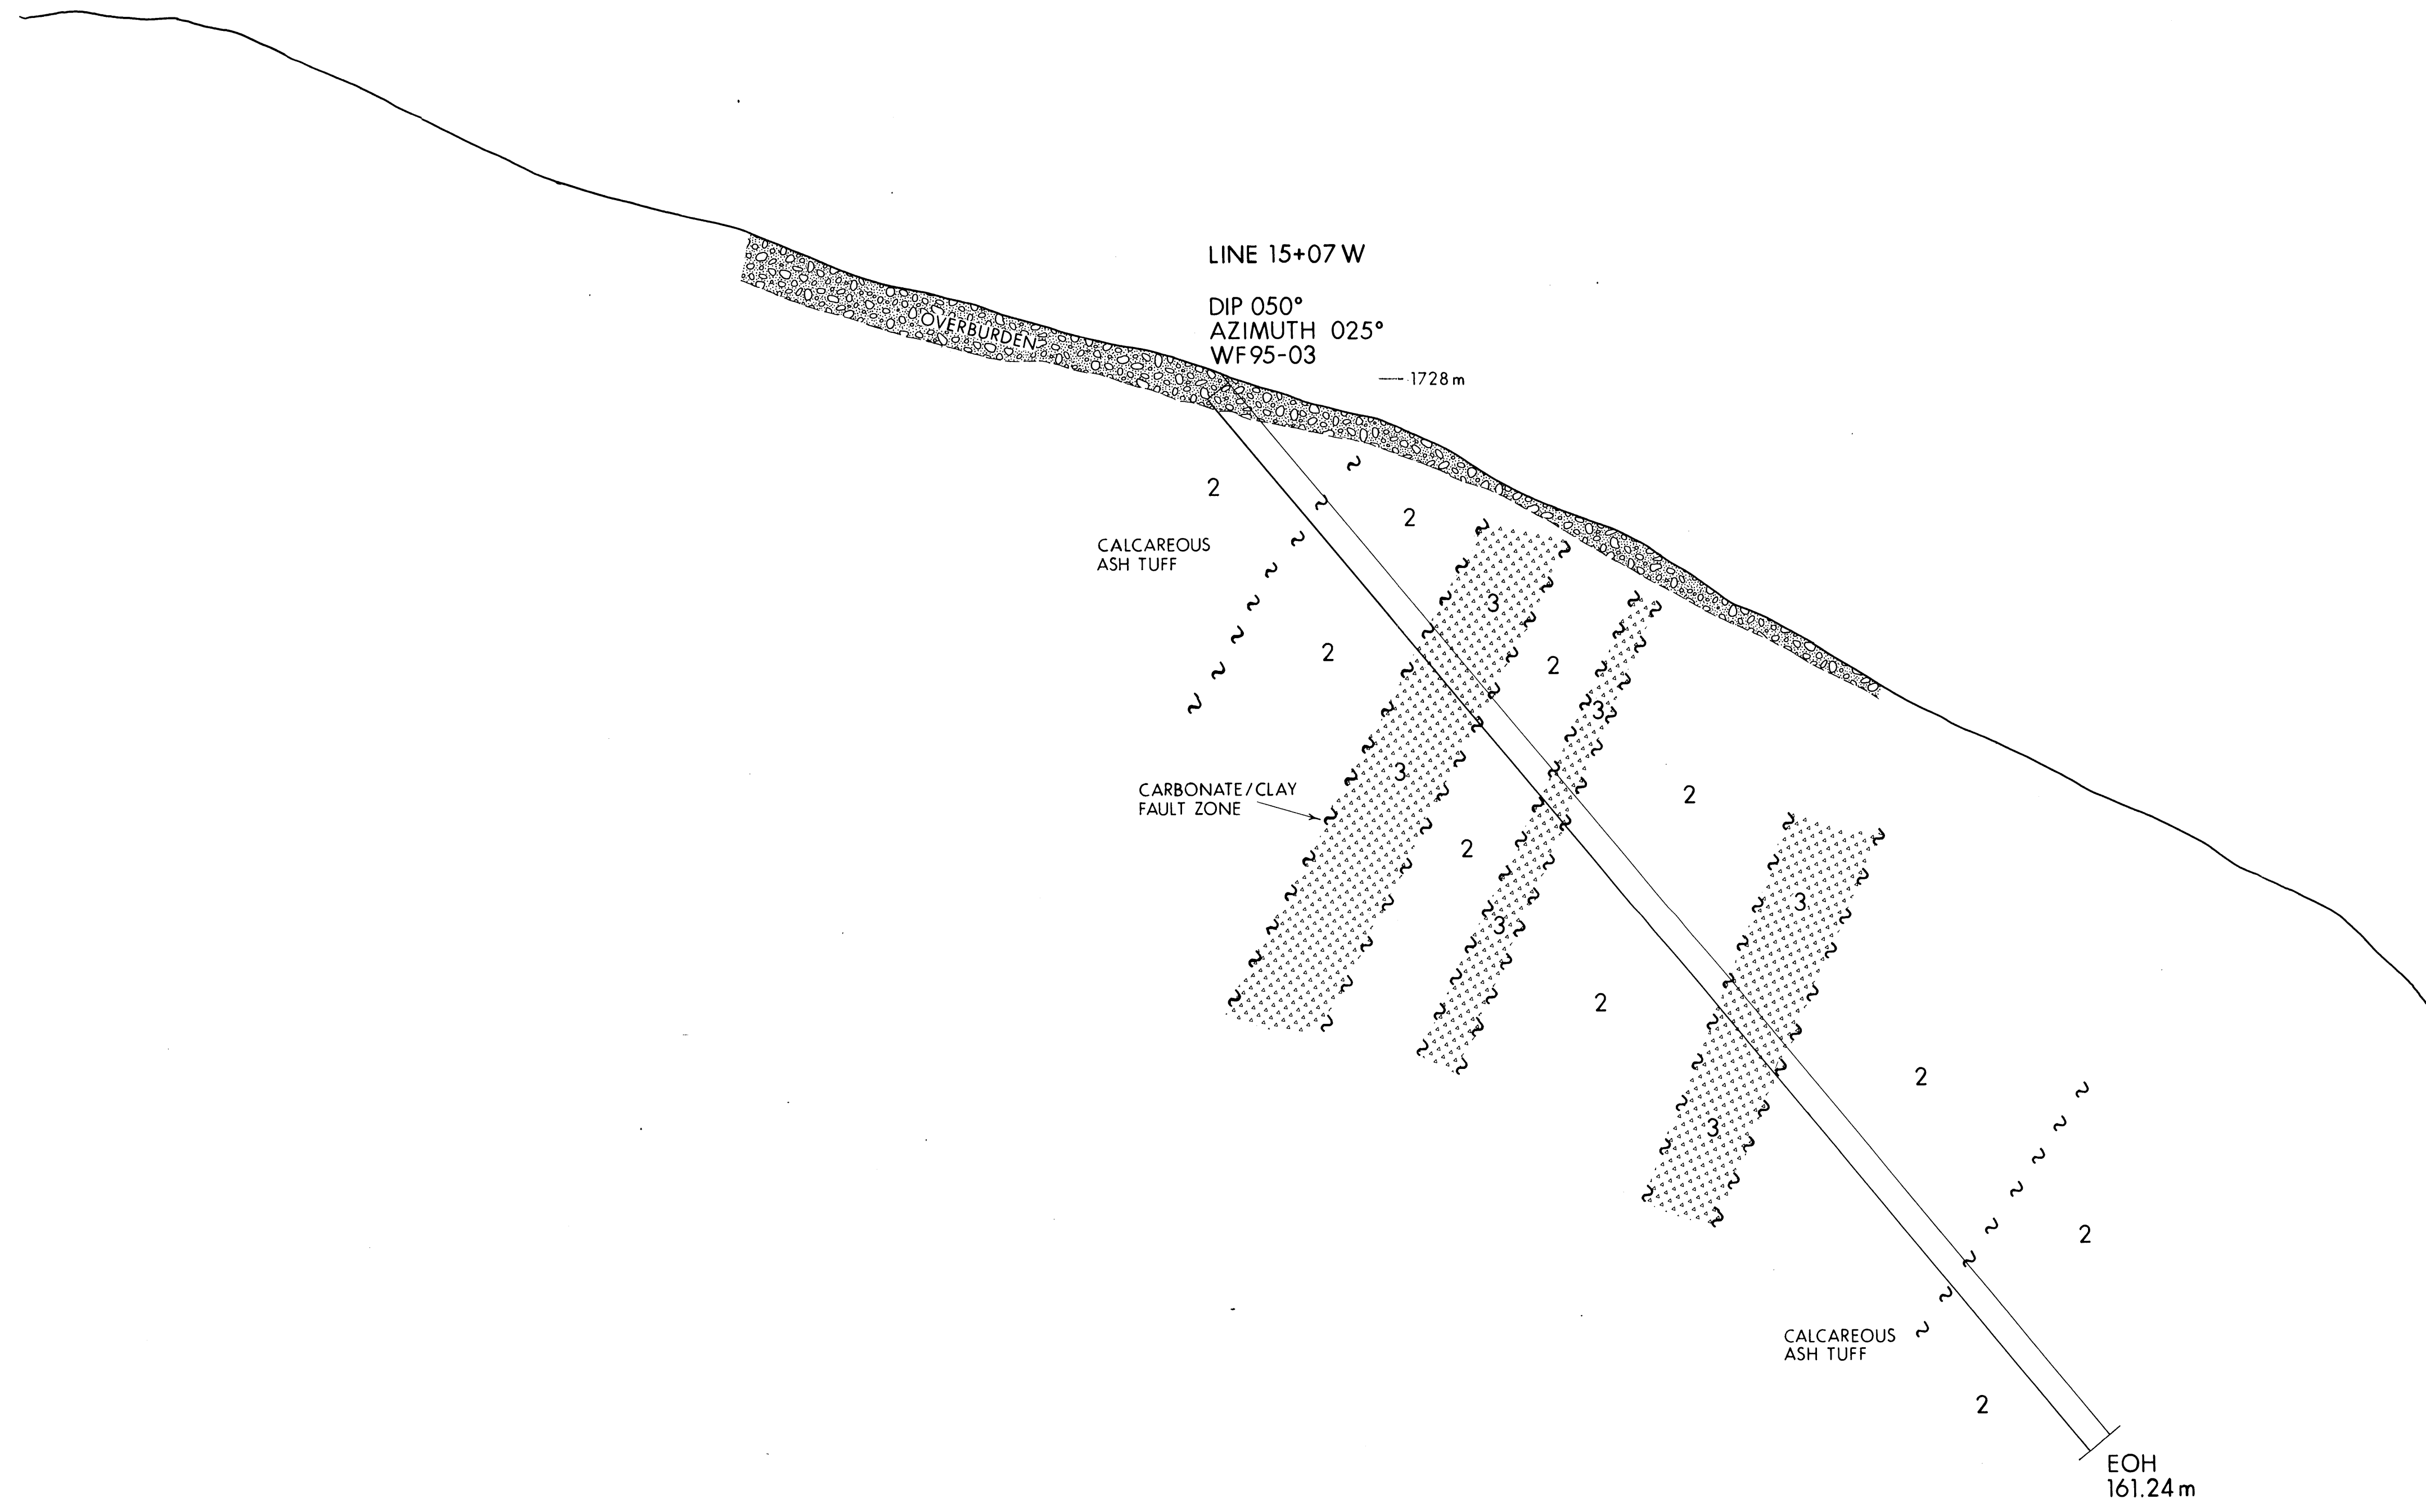 LINE 15+07 W
DIP 050°
AZIMUTH 025°
WF95-03
1728 m
OVERBURDEN
2
2
CALCAREOUS
ASH TUFF
3
2
2
3
3
CARBONATE/CLAY
FAULT ZONE
2
2
3
3
2
2
3
2
CALCAREOUS
ASH TUFF
2
EOH
161.24 m